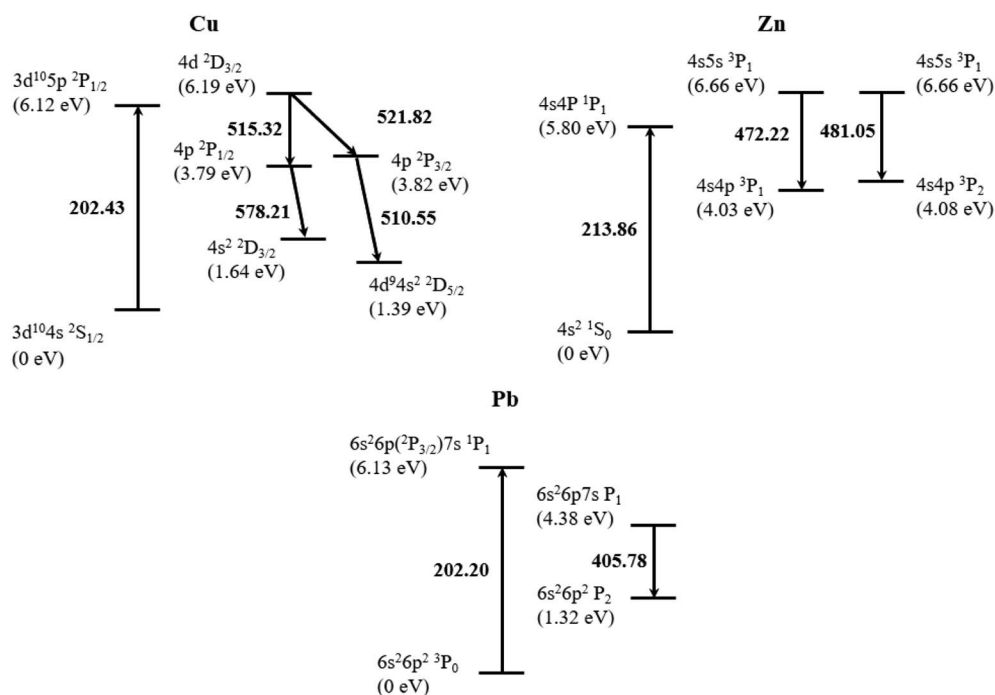 Cu
3d¹⁰5p ²P₁/₂
(6.12 eV)
202.43
3d¹⁰4s ²S₁/₂
(0 eV)
4d ²D₃/₂
(6.19 eV)
515.32
521.82
4p ²P₁/₂
(3.79 eV)
4p ²P₃/₂
(3.82 eV)
578.21
510.55
4s² ²D₃/₂
(1.64 eV)
4d⁹4s² ²D₅/₂
(1.39 eV)
Zn
4s4P ¹P₁
(5.80 eV)
213.86
4s² ¹S₀
(0 eV)
4s5s ³P₁
(6.66 eV)
472.22
4s4p ³P₁
(4.03 eV)
4s5s ³P₁
(6.66 eV)
481.05
4s4p ³P₂
(4.08 eV)
Pb
6s²6p(²P₃/₂)7s ¹P₁
(6.13 eV)
202.20
6s²6p² ³P₀
(0 eV)
6s²6p7s P₁
(4.38 eV)
405.78
6s²6p² P₂
(1.32 eV)